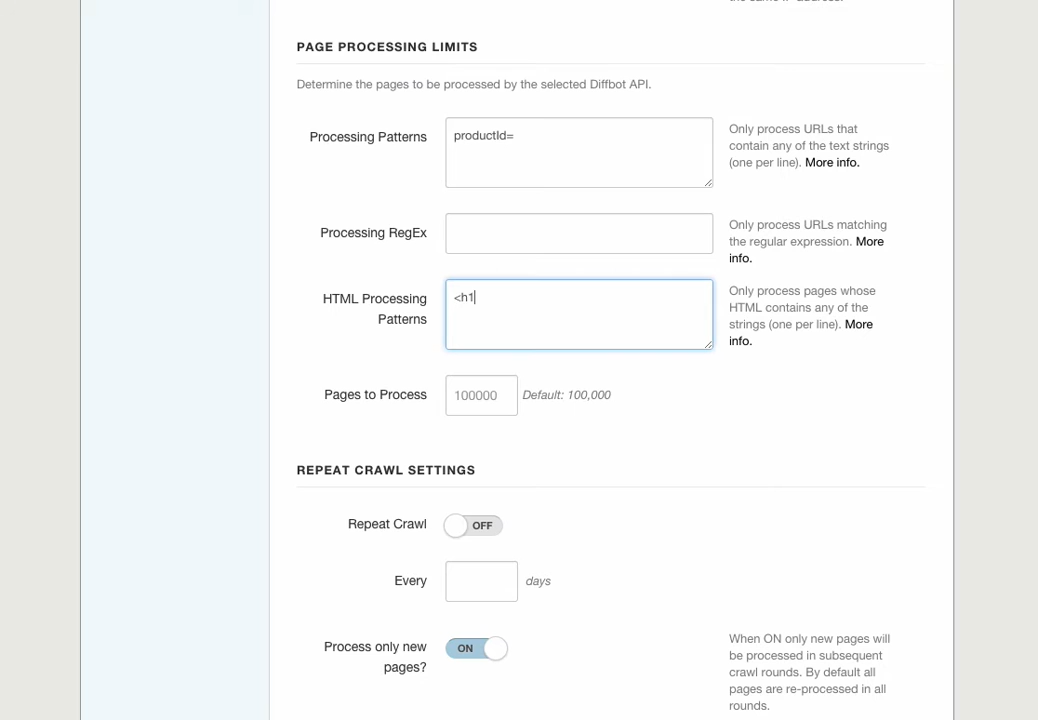 the same IP address.
PAGE PROCESSING LIMITS
Determine the pages to be processed by the selected Diffbot API.
Processing Patterns
productId=
Only process URLs that
contain any of the text strings
(one per line). More info.
Processing RegEx
Only process URLs matching
the regular expression. More
info.
HTML Processing
Patterns
<h1
Only process pages whose
HTML contains any of the
strings (one per line). More
info.
Pages to Process
100000
Default: 100,000
REPEAT CRAWL SETTINGS
Repeat Crawl
OFF
Every
days
Process only new
pages?
ON
When ON only new pages will
be processed in subsequent
crawl rounds. By default all
pages are re-processed in all
rounds.